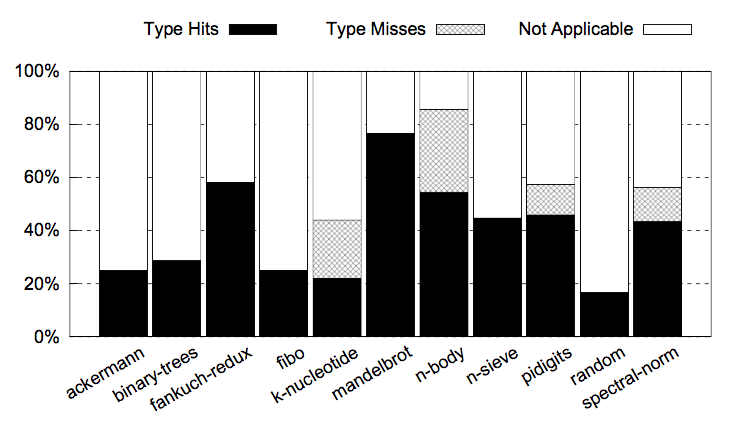 Type Hits Type Misses Not Applicable
100%
80%
60%
40%
20%
0%
ackermann
binary-trees
fankuch-redux
fibo
k-nucleotide
mandelbrot
n-body
n-sieve
pidigits
random
spectral-norm